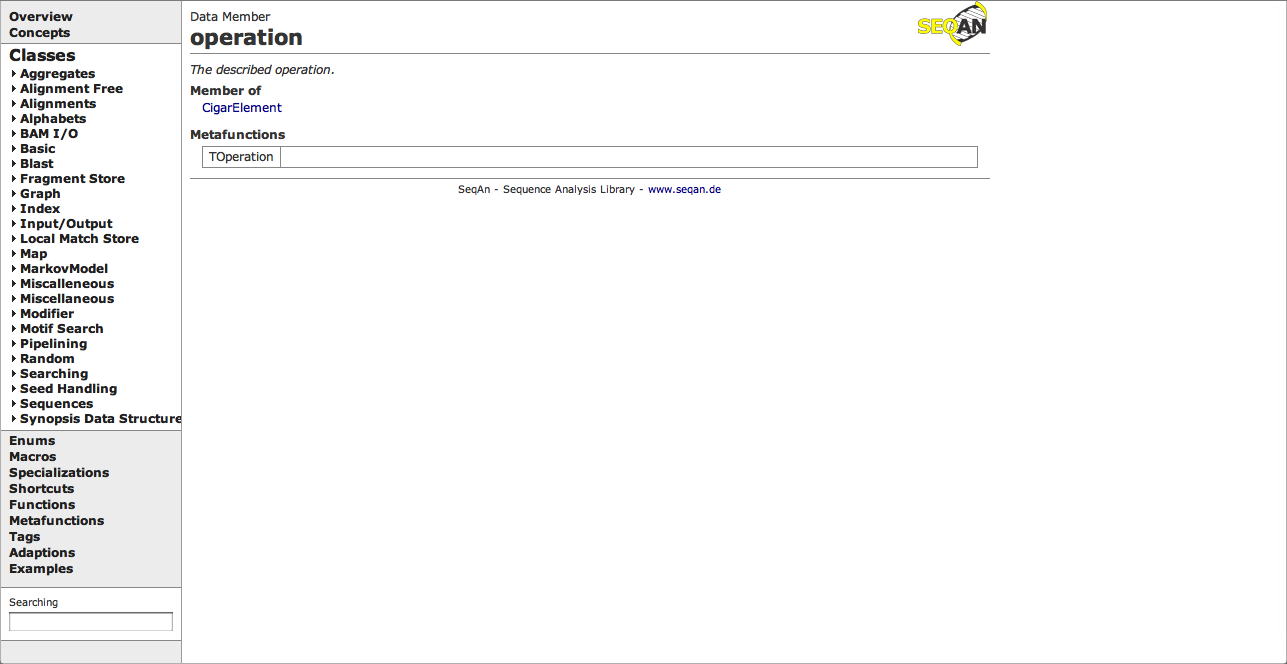 Overview
Concepts
Classes
Aggregates
Alignment Free
Alignments
Alphabets
BAM I/O
Basic
Blast
Fragment Store
Graph
Index
Input/Output
Local Match Store
Map
MarkovModel
Miscalleneous
Miscellaneous
Modifier
Motif Search
Pipelining
Random
Searching
Seed Handling
Sequences
Synopsis Data Structure
Enums
Macros
Specializations
Shortcuts
Functions
Metafunctions
Tags
Adaptions
Examples
Searching
Data Member
operation
SEQAN
The described operation.
Member of
CigarElement
Metafunctions
TOperation
SeqAn - Sequence Analysis Library - www.seqan.de